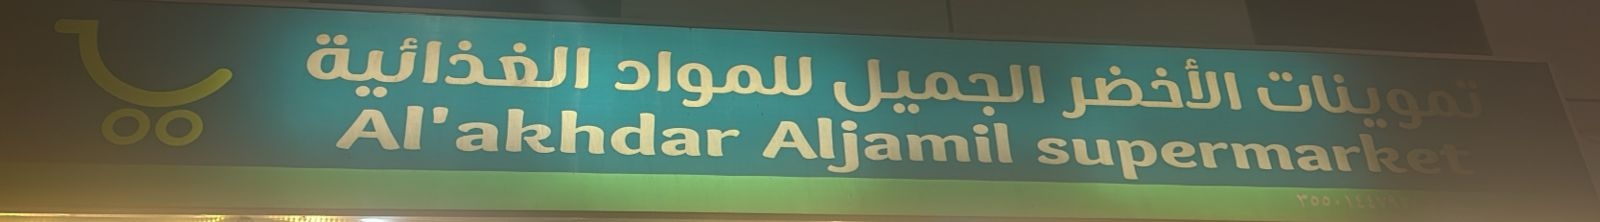 تموينات الأخضر الجميل للمواد الغذائية
Al'akhdar Aljamil supermarket